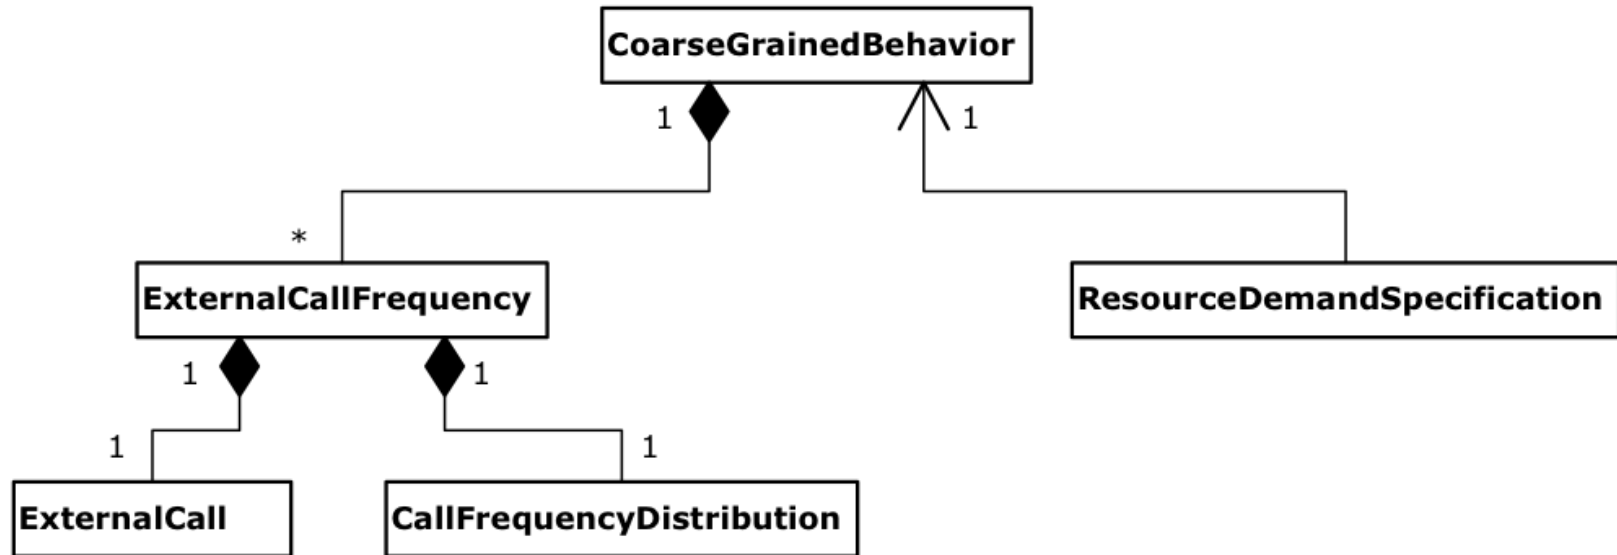 CoarseGrainedBehavior
1 1
*
ExternalCallFrequency ResourceDemandSpecification
1 1
1 1
ExternalCall CallFrequencyDistribution